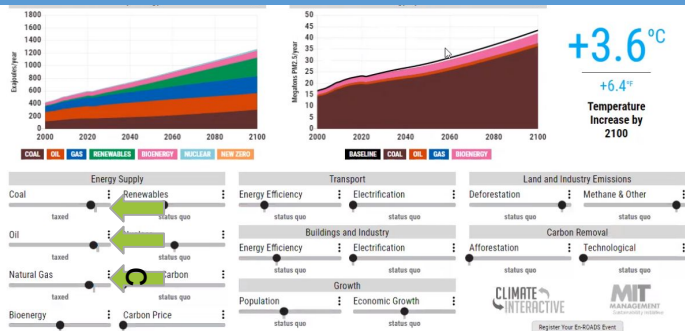 1800
1600
1400
1200
1000
800
600
400
200
0
Exajoules/year
2000 2020 2040 2060 2080 2100
COAL OIL GAS RENEWABLES BIOENERGY NUCLEAR NEW ZERO
50
45
40
35
30
25
20
15
10
5
0
Megatons PM2.5/year
2000 2020 2040 2060 2080 2100
BASELINE COAL OIL GAS BIOENERGY
+3.6°C
+6.4°F
Temperature
Increase by
2100
Energy Supply
Coal Renewables
taxed status quo
Oil
taxed status quo
Natural Gas C Carbon
taxed status quo
Bioenergy Carbon Price
Transport
Energy Efficiency Electrification
status quo status quo
Buildings and Industry
Energy Efficiency Electrification
status quo status quo
Growth
Population Economic Growth
status quo status quo
Land and Industry Emissions
Deforestation Methane & Other
status quo status quo
Carbon Removal
Afforestation Technological
status quo status quo
CLIMATE
INTERACTIVE
MIT
MANAGEMENT
Sustainability Initiative
Register Your En-ROADS Event